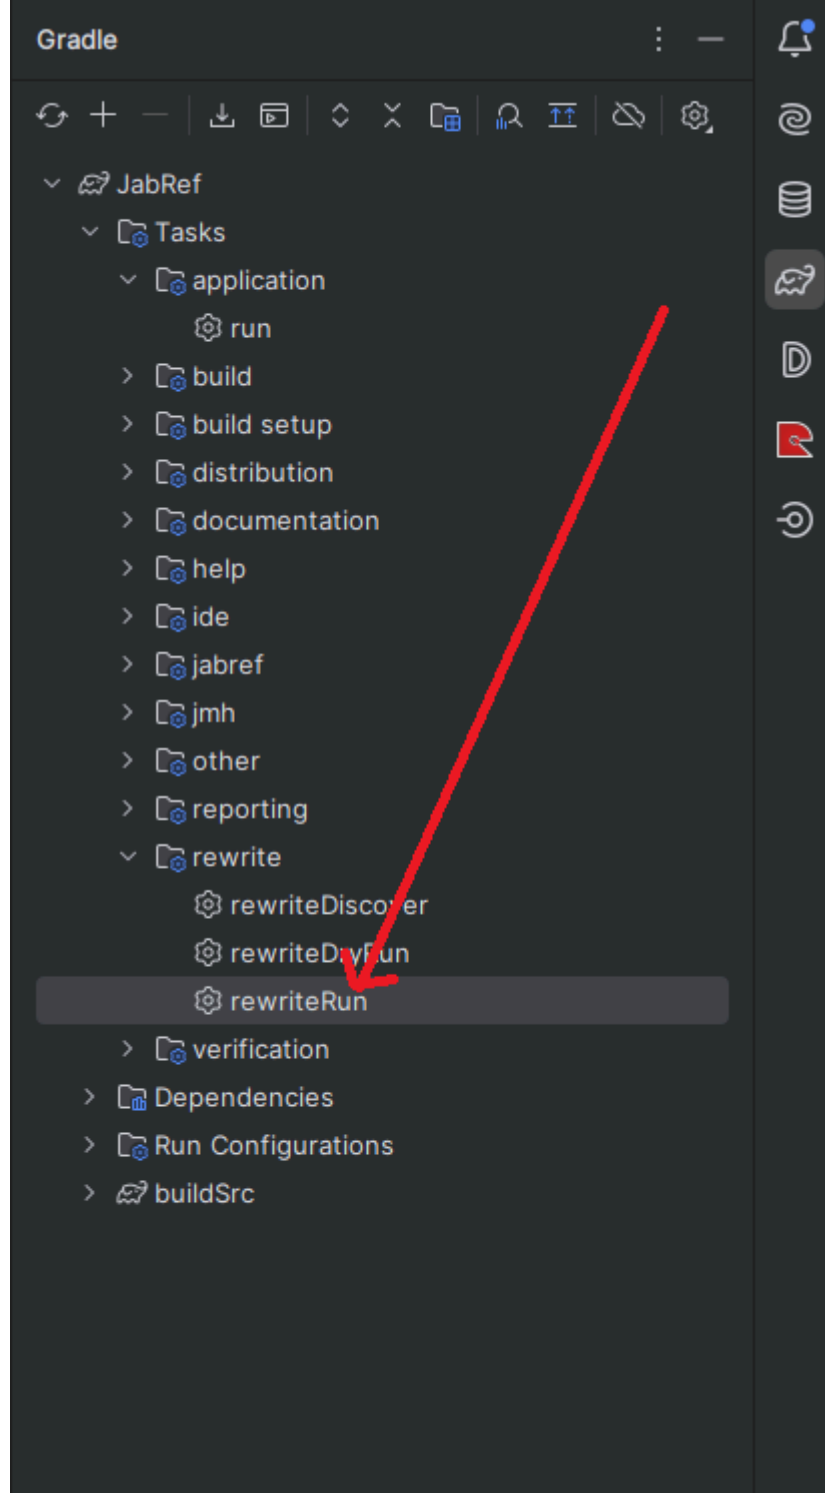 Gradle
JabRef
Tasks
application
run
build
build setup
distribution
documentation
help
ide
jabref
jmh
other
reporting
rewrite
rewriteDiscover
rewriteDryRun
rewriteRun
verification
Dependencies
Run Configurations
buildSrc